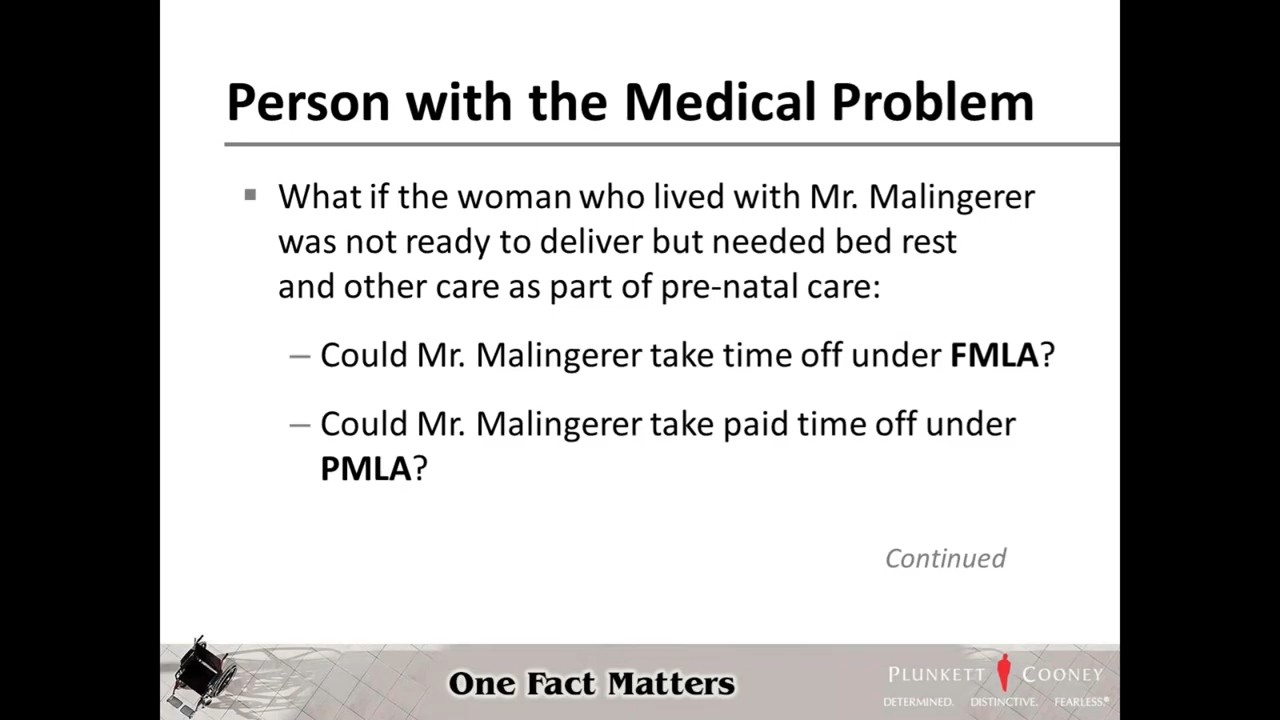 Person with the Medical Problem
▪ What if the woman who lived with Mr. Malingerer
was not ready to deliver but needed bed rest
and other care as part of pre-natal care:
– Could Mr. Malingerer take time off under FMLA?
– Could Mr. Malingerer take paid time off under
PMLA?
Continued
One Fact Matters
PLUNKETT COONEY
DETERMINED. DISTINCTIVE. FEARLESS.®